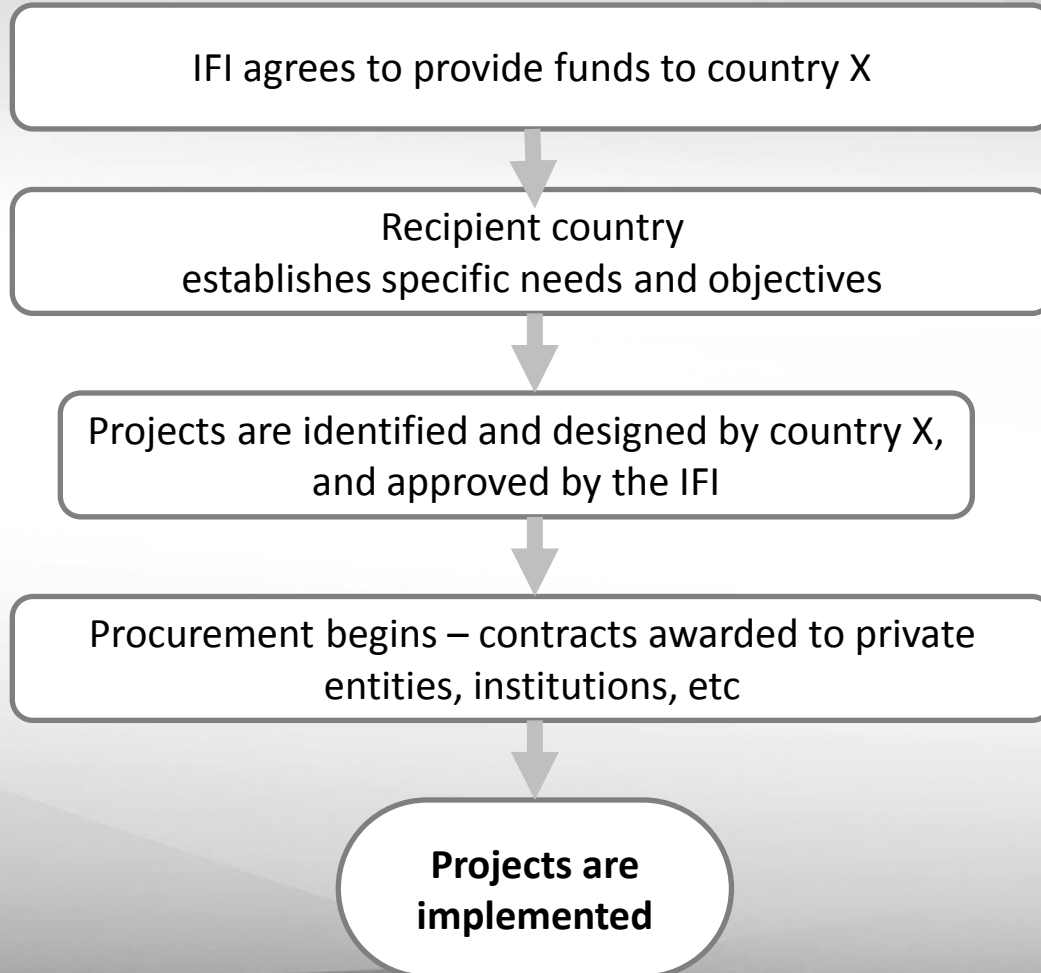 IFI agrees to provide funds to country X
Recipient country
establishes specific needs and objectives
Projects are identified and designed by country X,
and approved by the IFI
Procurement begins – contracts awarded to private
entities, institutions, etc
Projects are
implemented